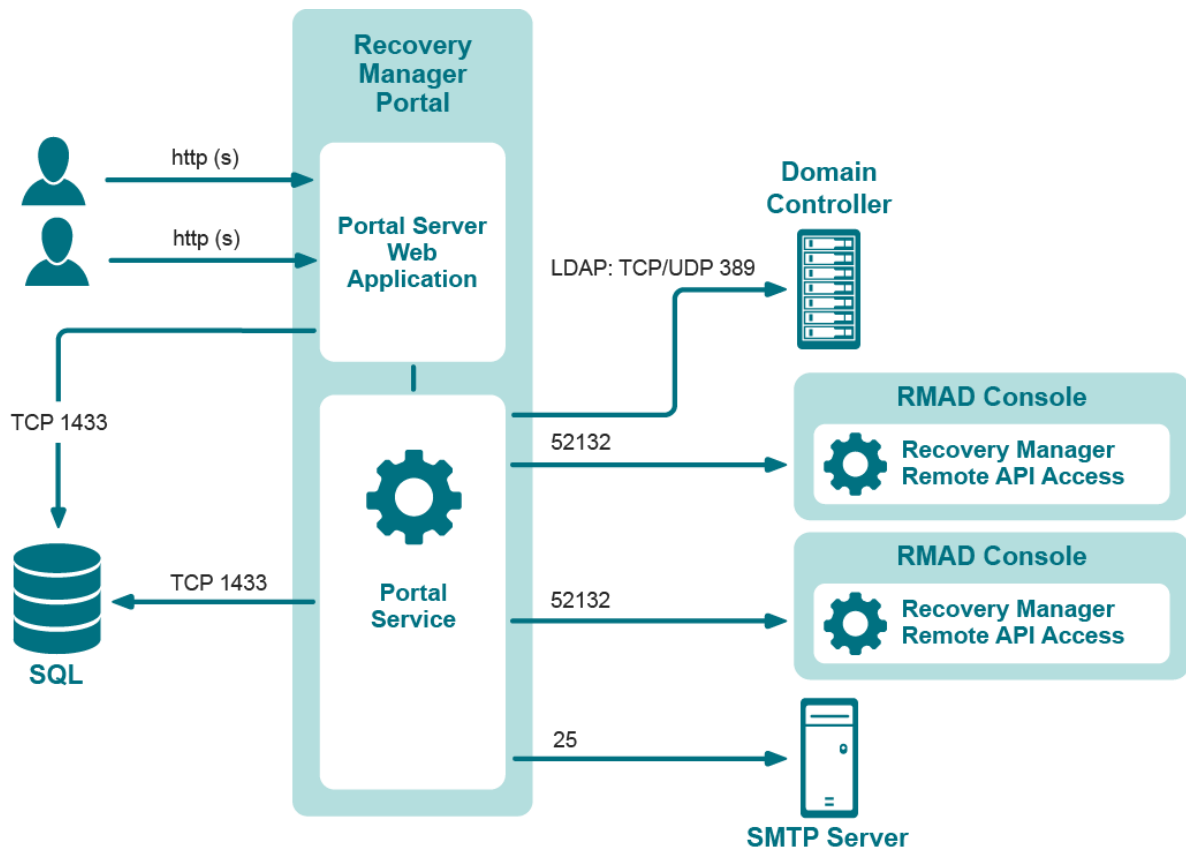 Recovery
Manager
Portal
http (s)
http (s)
Portal Server
Web
Application
TCP 1433
TCP 1433
SQL
Portal
Service
LDAP: TCP/UDP 389
Domain
Controller
52132
RMAD Console
Recovery Manager
Remote API Access
52132
RMAD Console
Recovery Manager
Remote API Access
25
SMTP Server